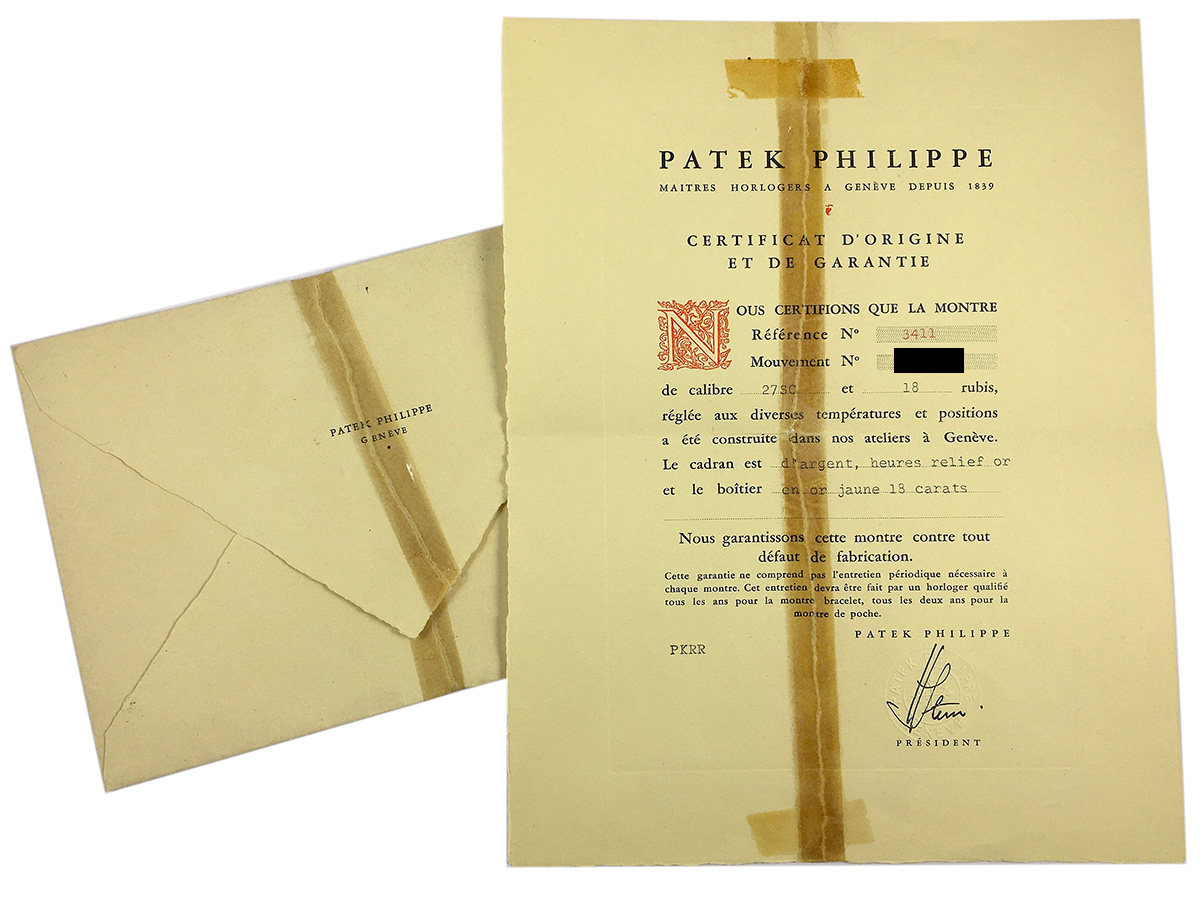 PATEK PHILIPPE
GENÈVE
PATEK PHILIPPE
MAITRES HORLOGERS A GENÈVE DEPUIS 1839
CERTIFICAT D'ORIGINE
ET DE GARANTIE
NOUS CERTIFIONS QUE LA MONTRE
Référence Nº 3411
Mouvement Nº
de calibre 27SC et 18 rubis,
réglée aux diverses températures et positions
a été construite dans nos ateliers à Genève.
Le cadran est d'argent, heures relief or
et le boîtier en or jaune 18 carats
Nous garantissons cette montre contre tout
défaut de fabrication.
Cette garantie ne comprend pas l'entretien périodique nécessaire à
chaque montre. Cet entretien devra être fait par un horloger qualifié
tous les ans pour la montre bracelet, tous les deux ans pour la
montre de poche.
PATEK PHILIPPE
PKRR
PATEK
GENÈVE
PRÉSIDENT